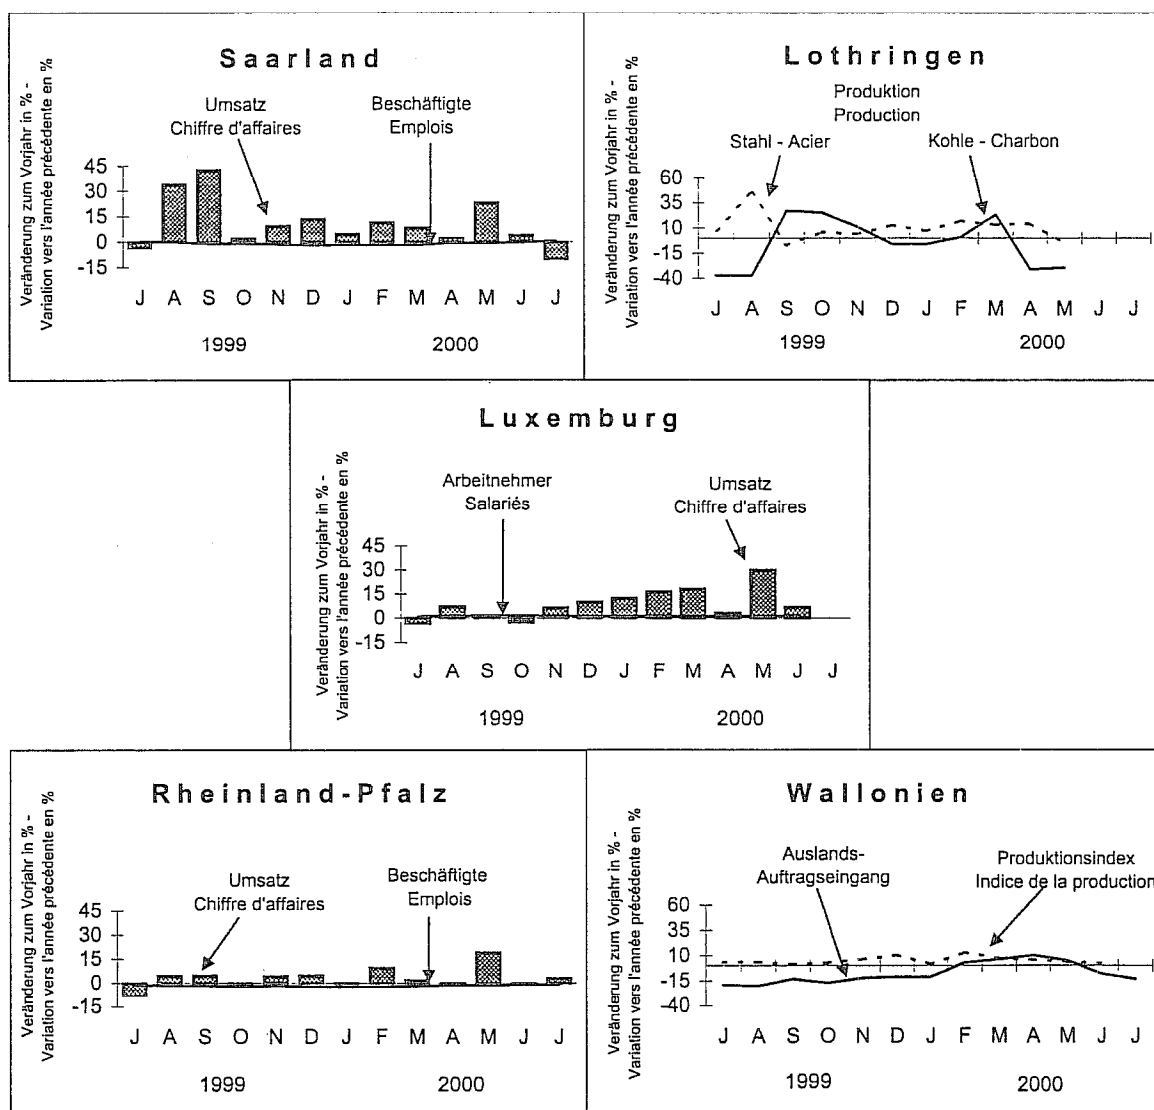 Saarland
Veränderung zum Vorjahr in % -
Variation vers l'année précédente en %
Umsatz
Chiffre d'affaires
Beschäftigte
Emplois
45
30
15
0
-15
J A S O N D J F M A M J J
1999 2000
Lothringen
Veränderung zum Vorjahr in % -
Variation vers l'année précédente en %
Produktion
Production
Stahl - Acier
Kohle - Charbon
60
35
10
-15
-40
J A S O N D J F M A M J J
1999 2000
Luxemburg
Veränderung zum Vorjahr in % -
Variation vers l'année précédente en %
Arbeitnehmer
Salariés
Umsatz
Chiffre d'affaires
45
30
15
0
-15
J A S O N D J F M A M J J
1999 2000
Rheinland-Pfalz
Veränderung zum Vorjahr in % -
Variation vers l'année précédente en %
Umsatz
Chiffre d'affaires
Beschäftigte
Emplois
45
30
15
0
-15
J A S O N D J F M A M J J
1999 2000
Wallonien
Veränderung zum Vorjahr in % -
Variation vers l'année précédente en %
Auslands-
Auftragseingang
Produktionsindex
Indice de la production
60
35
10
-15
-40
J A S O N D J F M A M J J
1999 2000